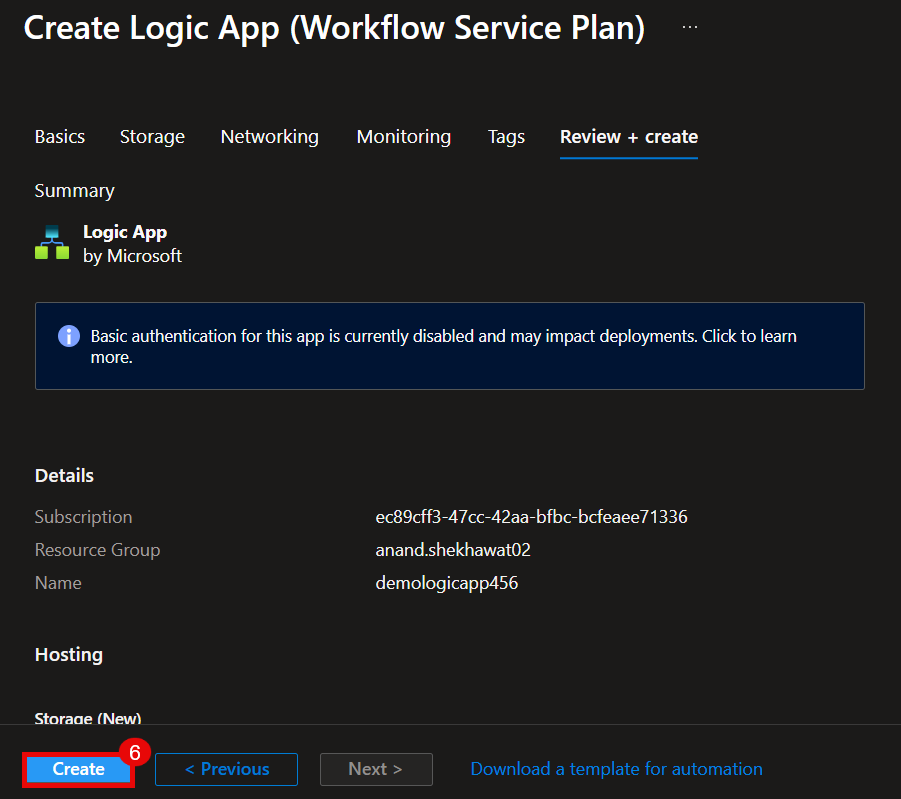 Create Logic App (Workflow Service Plan) ...
Basics Storage Networking Monitoring Tags Review + create
Summary
Logic App
by Microsoft
Basic authentication for this app is currently disabled and may impact deployments. Click to learn
more.
Details
Subscription ec89cff3-47cc-42aa-bfbc-bcfeaee71336
Resource Group anand.shekhawat02
Name demologicapp456
Hosting
Storage (New)
6
Create < Previous Next > Download a template for automation